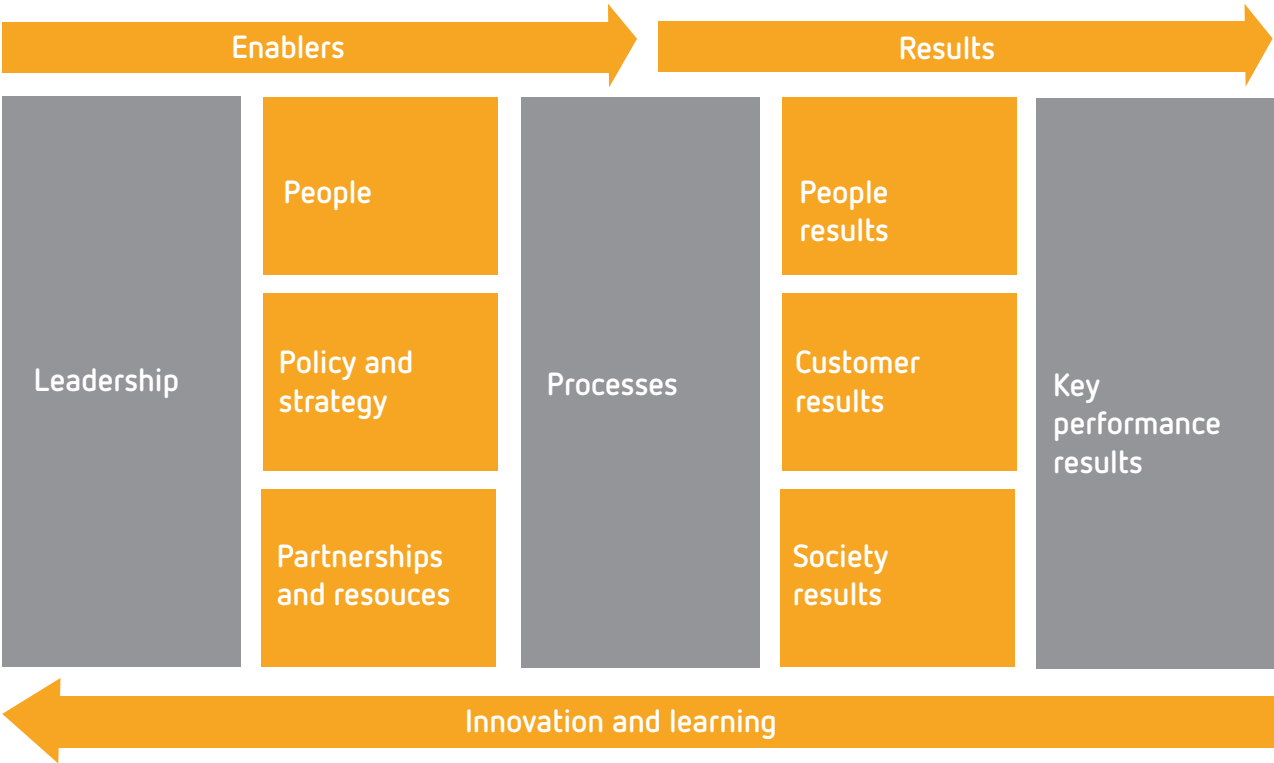 Enablers
Results
Leadership
People
Policy and
strategy
Partnerships
and resouces
Processes
People
results
Customer
results
Society
results
Key
performance
results
Innovation and learning